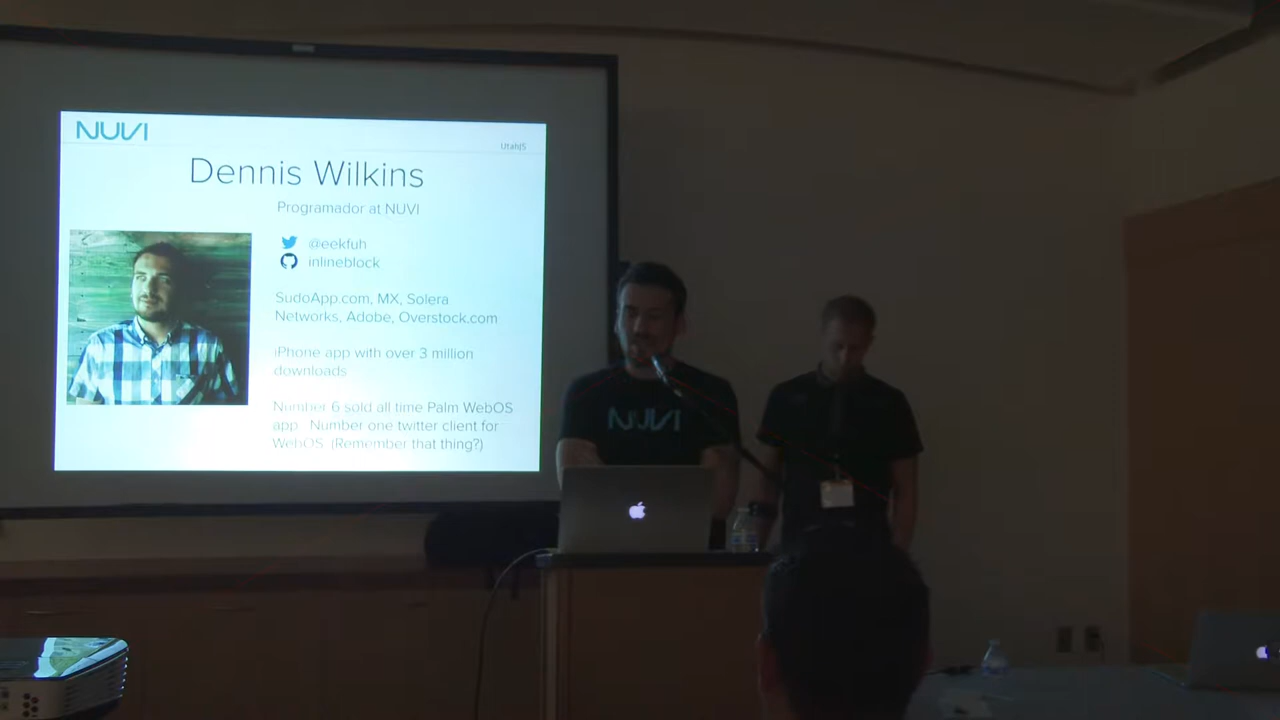 NUVI
UtahJS
Dennis Wilkins
Programador at NUVI
@eekfuh
inlineblock
SudoApp.com, MX, Solera
Networks, Adobe, Overstock.com
iPhone app with over 3 million
downloads
Number 6 sold all time Palm WebOS
app. Number one twitter client for
WebOS. (Remember that thing?)
NUVI